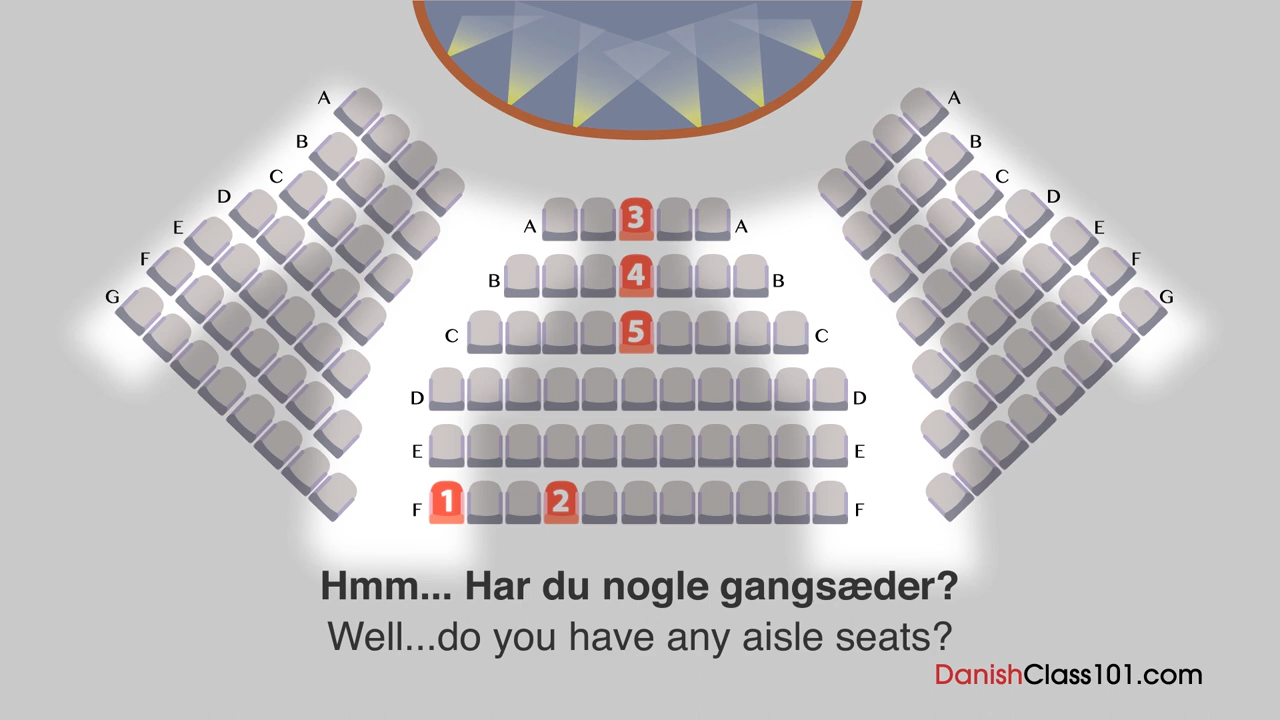 A A
B B
C C
D D
E E
F F
G G
A 3 A
B 4 B
C 5 C
D D
E E
F 1 2 F
Hmm... Har du nogle gangsæder?
Well...do you have any aisle seats?
DanishClass101.com